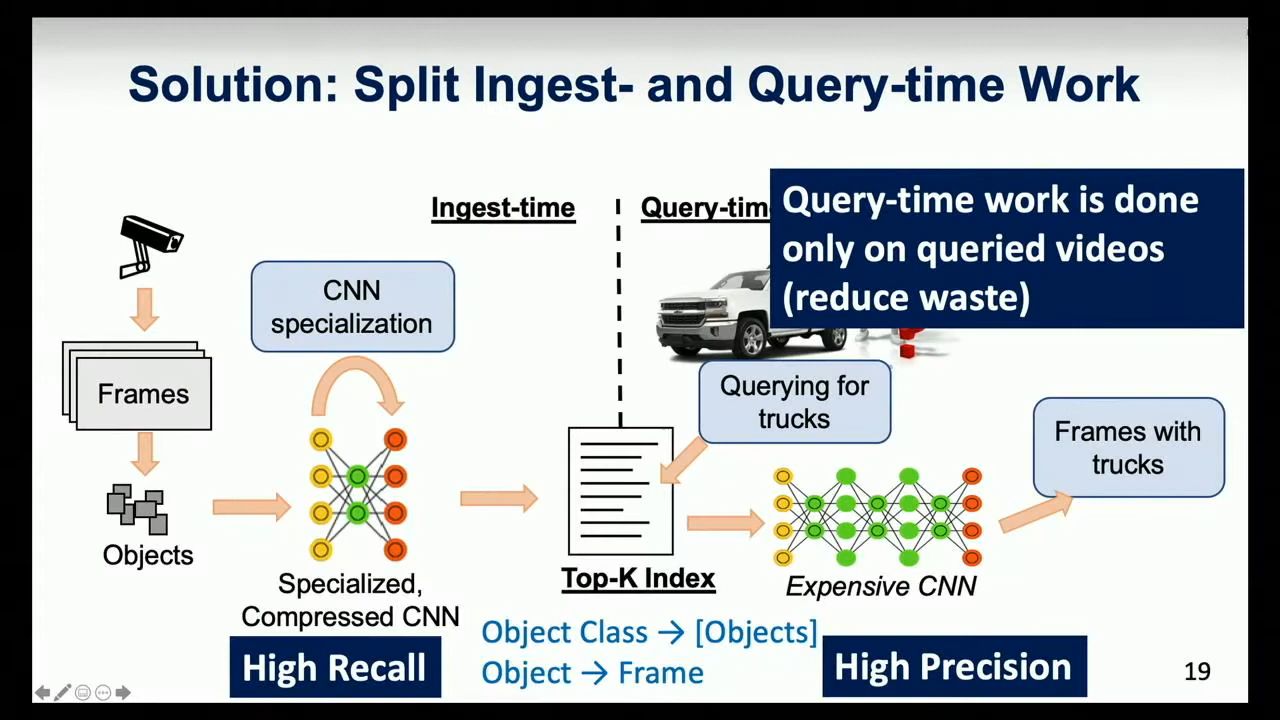 Solution: Split Ingest- and Query-time Work
Ingest-time
Query-tim
Query-time work is done
only on queried videos
(reduce waste)
CNN
specialization
Frames
Querying for
trucks
Frames with
trucks
Objects
Specialized,
Compressed CNN
Top-K Index
Expensive CNN
Object Class → [Objects]
Object → Frame
High Recall
High Precision
19